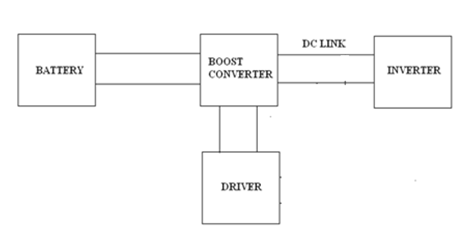 DC LINK
BATTERY
BOOST
CONVERTER
INVERTER
DRIVER